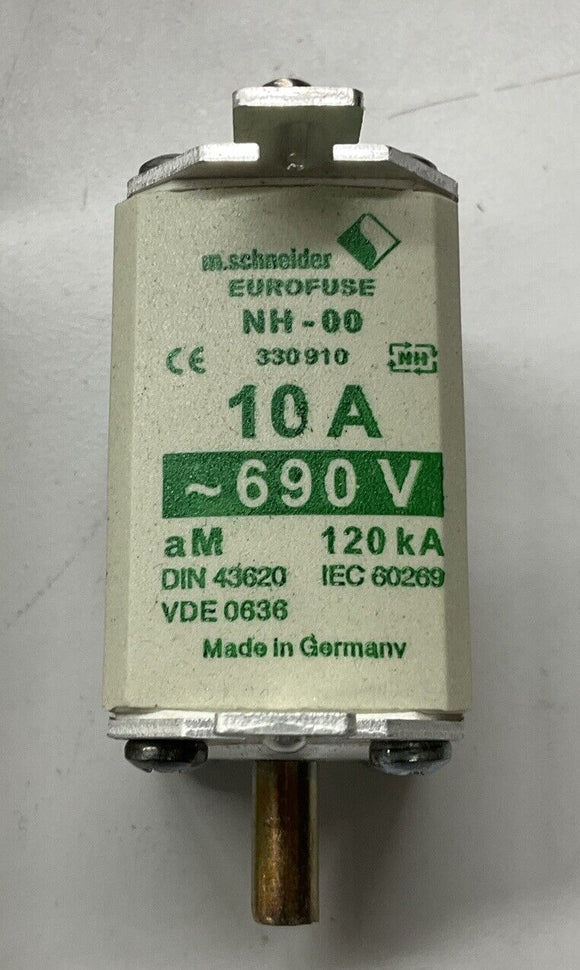 m.schneider
EUROFUSE
NH-00
CE 330910 NH
10 A
~690 V
aM 120 kA
DIN 43620 IEC 60269
VDE 0636
Made in Germany